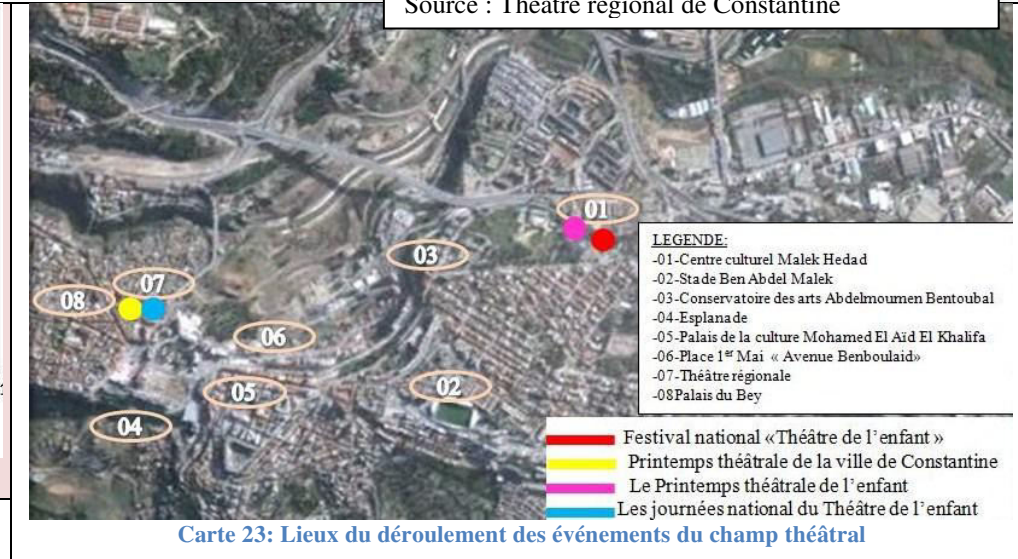 Source : Théâtre régional de Constantine
01
03
07
08
06
05
02
04
LEGENDE:
-01-Centre culturel Malek Hedad
-02-Stade Ben Abdel Malek
-03-Conservatoire des arts Abdelmoumen Bentoubal
-04-Esplanade
-05-Palais de la culture Mohamed El Aïd El Khalifa
-06-Place 1er Mai « Avenue Benboulaid»
-07-Théâtre régionale
-08Palais du Bey
Festival national «Théâtre de l'enfant »
Printemps théâtrale de la ville de Constantine
Le Printemps théâtrale de l'enfant
Les journées national du Théâtre de l'enfant
Carte 23: Lieux du déroulement des événements du champ théâtral